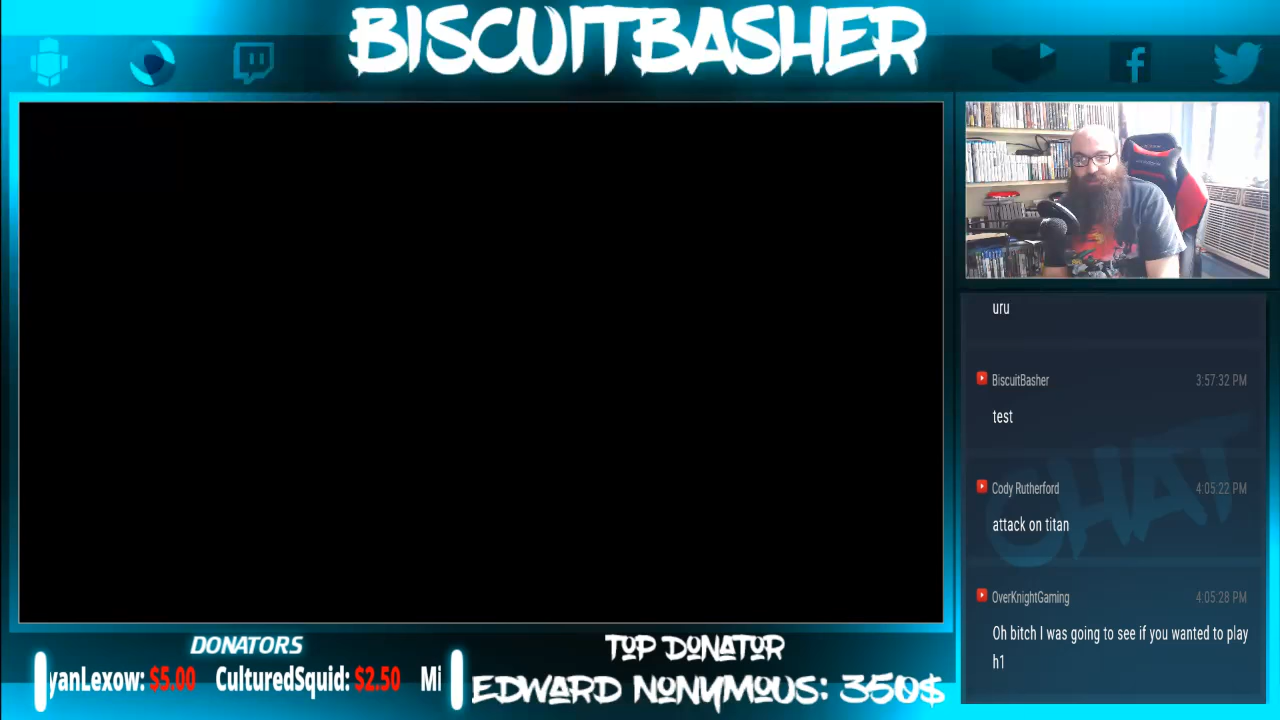 BISCUITBASHER
uru
BiscuitBasher 3:57:32 PM
test
Cody Rutherford 4:05:22 PM
attack on titan
CHAT
OverKnightGaming 4:05:28 PM
Oh bitch I was going to see if you wanted to play
h1
DONATORS
yanLexow: $5.00 CulturedSquid: $2.50 Mi
TOP DONATOR
EDWARD NONYMOUS: 350$